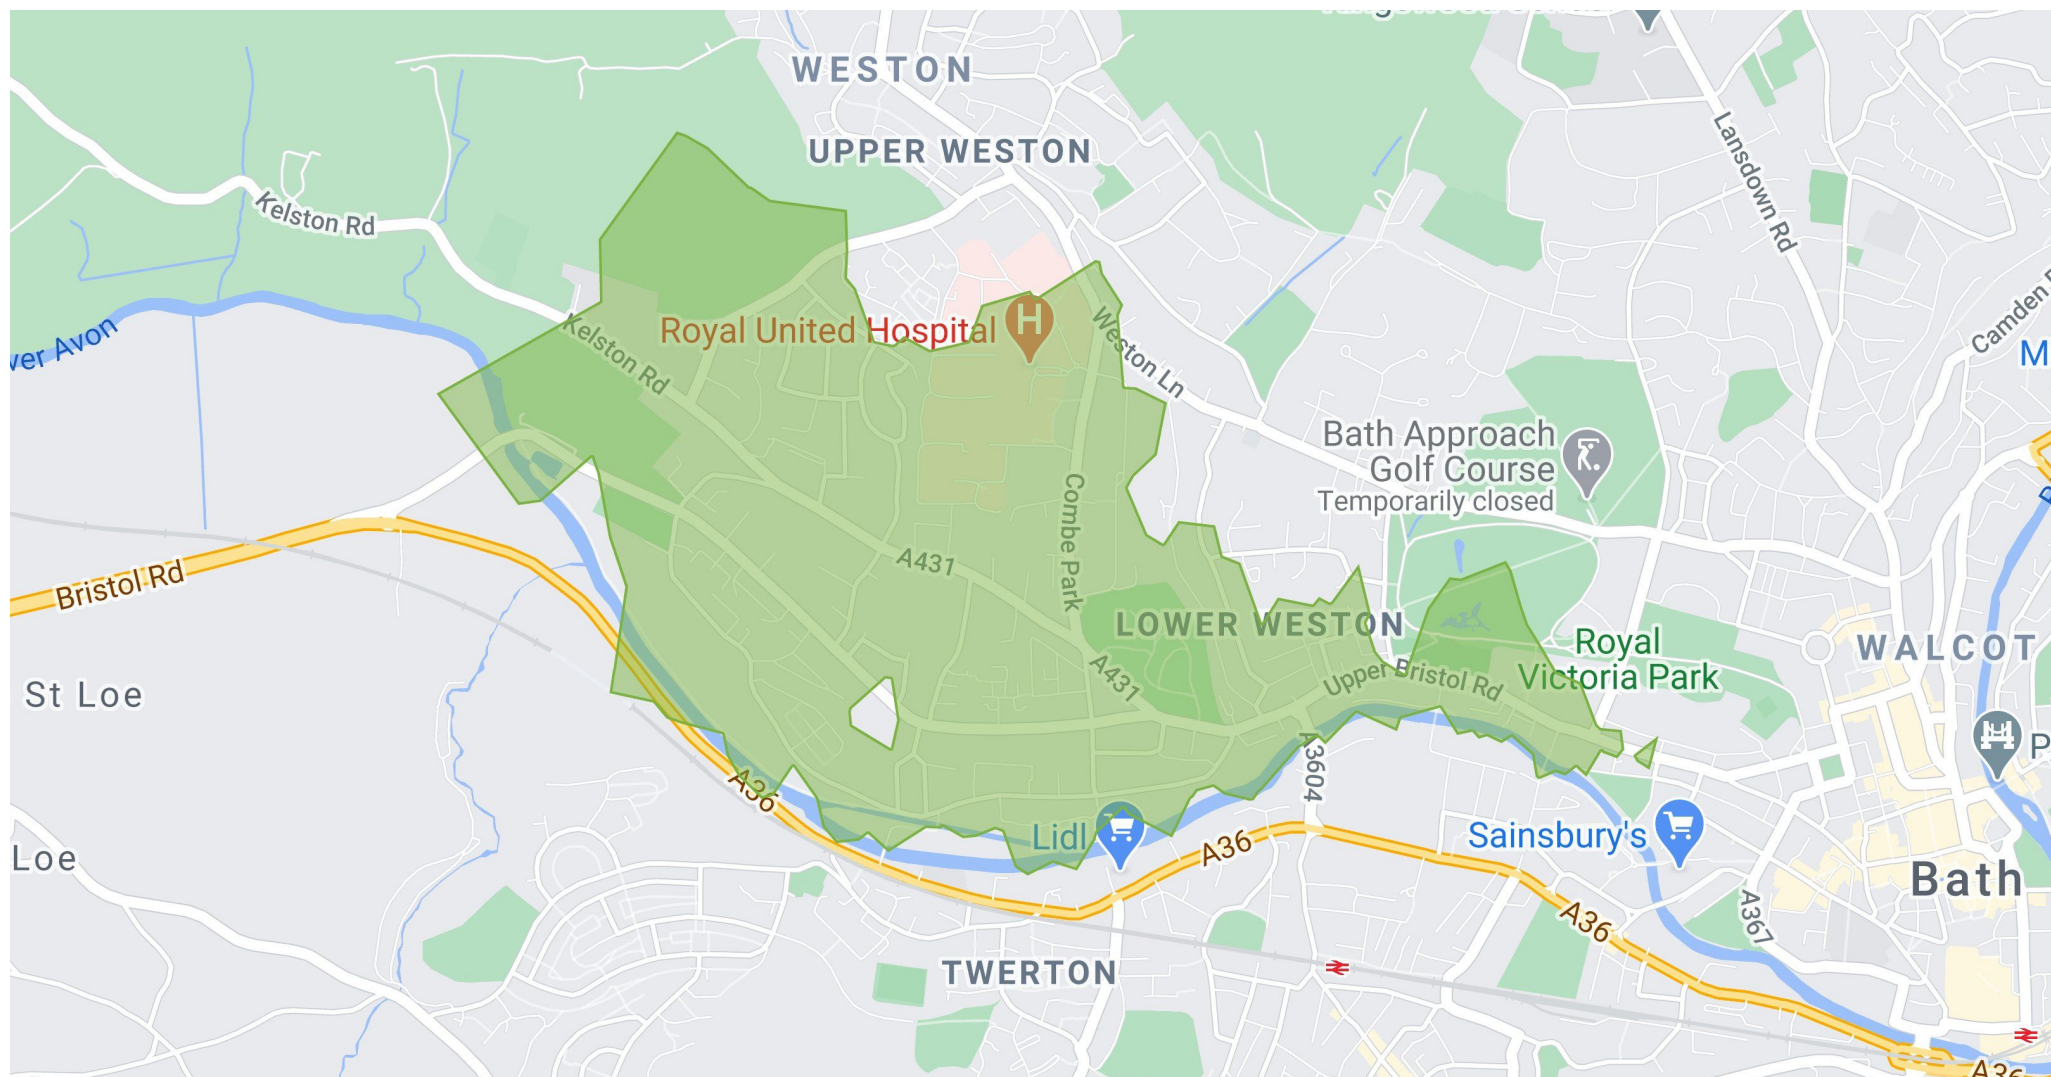 WESTON
UPPER WESTON
Lansdown Rd
Kelston Rd
Camden
Royal United Hospital
H
Kelston Rd
Weston Ln
ver Avon
M
Bath Approach
Golf Course
Temporarily closed
Combe Park
A431
Bristol Rd
LOWER WESTON
Royal
Victoria Park
WALCOT
A431
Upper Bristol Rd
St Loe
A3604
P
A36
Lidl
A36
Sainsbury's
Loe
Bath
A36
A367
TWERTON
A36